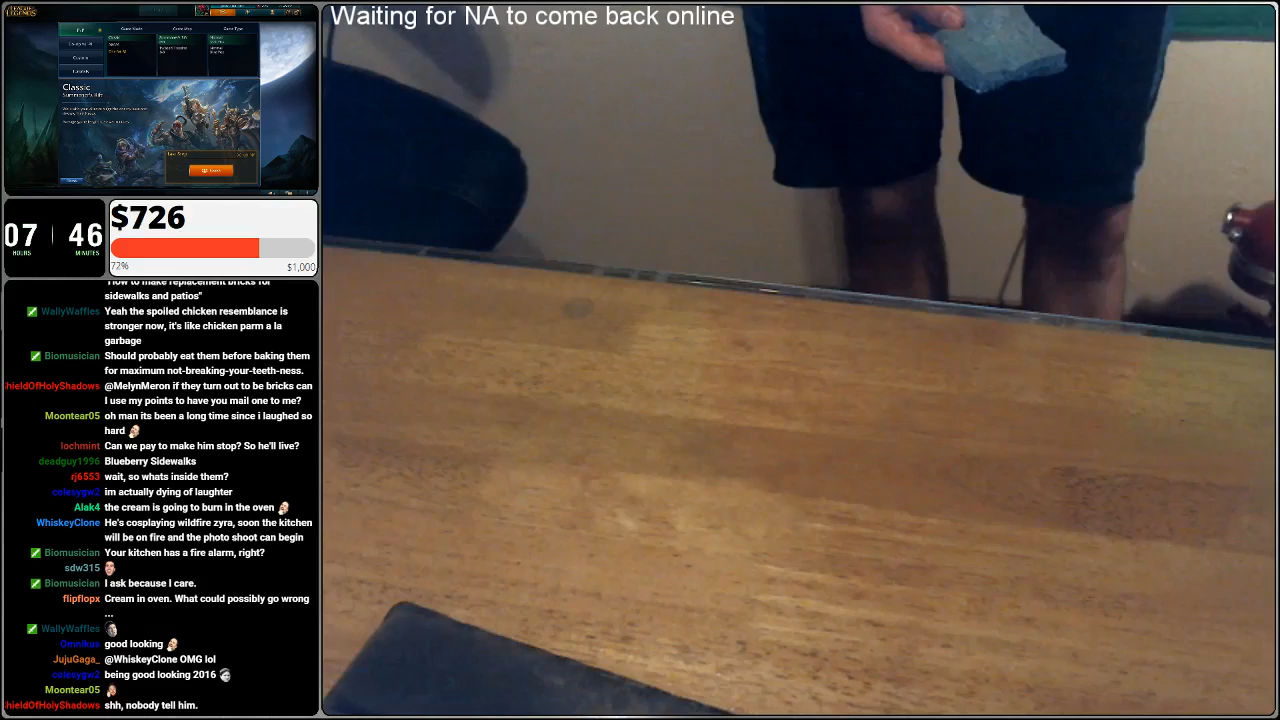 Waiting for NA to come back online
LEGENDS
PvP
Custom
Classic
Summoner's Rift
07 | 46
HOURS MINUTES
$726
72% $1,000
"How to make replacement bricks for
sidewalks and patios"
WallyWaffles Yeah the spoiled chicken resemblance is
stronger now, it's like chicken parm a la
garbage
Biomusician Should probably eat them before baking them
for maximum not-breaking-your-teeth-ness.
hieldOfHolyShadows @MelynMeron if they turn out to be bricks can
I use my points to have you mail one to me?
Moontear05 oh man its been a long time since i laughed so
hard
lochmint Can we pay to make him stop? So he'll live?
deadguy1996 Blueberry Sidewalks
rj6553 wait, so whats inside them?
colesygw2 im actually dying of laughter
Alak4 the cream is going to burn in the oven
WhiskeyClone He's cosplaying wildfire zyra, soon the kitchen
will be on fire and the photo shoot can begin
Biomusician Your kitchen has a fire alarm, right?
sdw315
Biomusician I ask because I care.
flipflopx Cream in oven. What could possibly go wrong
...
WallyWaffles
Omnikus good looking
JujuGaga_ @WhiskeyClone OMG lol
colesygw2 being good looking 2016
Moontear05
hieldOfHolyShadows shh, nobody tell him.